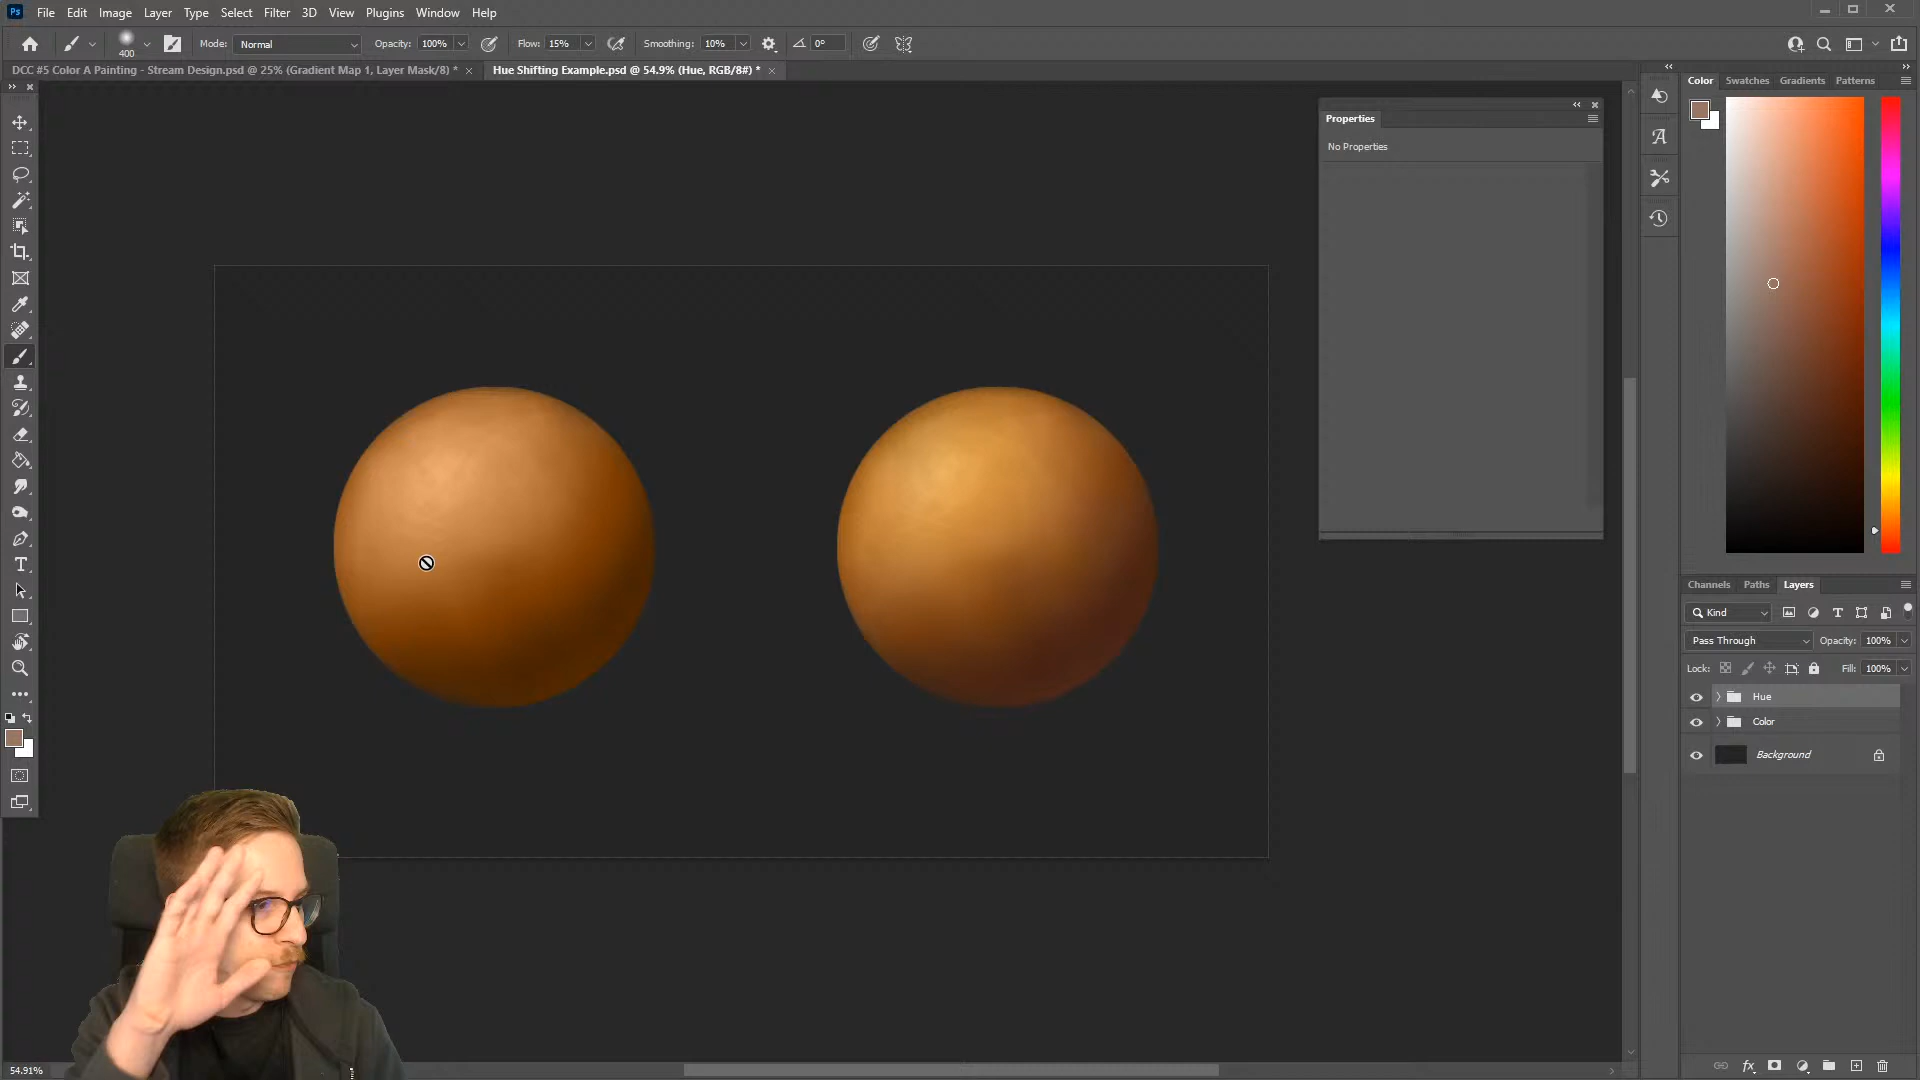 Ps File Edit Image Layer Type Select Filter 3D View Plugins Window Help
400 Mode: Normal Opacity: 100% Flow: 15% Smoothing: 10% 0°
DCC #5 Color A Painting - Stream Design.psd @ 25% (Gradient Map 1, Layer Mask/8) * Hue Shifting Example.psd @ 54.9% (Hue, RGB/8#) *
Color Swatches Gradients Patterns
Properties
No Properties
Channels Paths Layers
Kind
Pass Through Opacity: 100%
Lock: Fill: 100%
Hue
Color
Background
54.91%